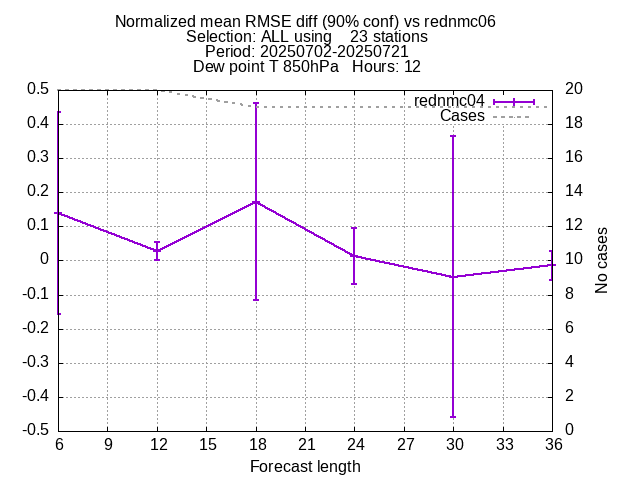 Normalized mean RMSE diff (90% conf) vs rednmc06
Selection: ALL using    23 stations
Period: 20250702-20250721
Dew point T 850hPa   Hours: 12
rednmc04
Cases
0.5
0.4
0.3
0.2
0.1
0
-0.1
-0.2
-0.3
-0.4
-0.5
20
18
16
14
12
10
8
6
4
2
0
No cases
6 9 12 15 18 21 24 27 30 33 36
Forecast length